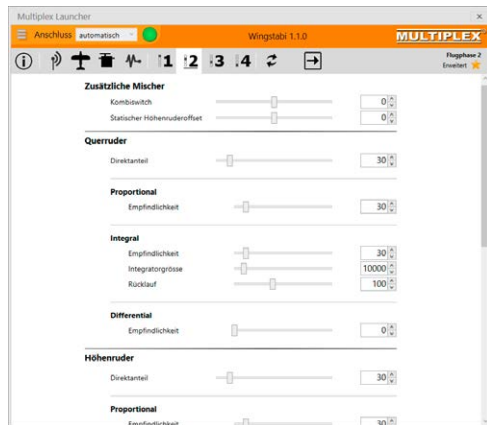 Multiplex Launcher
Anschluss automatisch Wingstabi 1.1.0 MULTIPLEX
1 2 3 4 Flugphase 2
Erweitert
Zusätzliche Mischer
Kombiswitch 0
Statischer Höhenruderoffset 0
Querruder
Direktanteil 30
Proportional
Empfindlichkeit 30
Integral
Empfindlichkeit 30
Integratorgrösse 10000
Rücklauf 100
Differential
Empfindlichkeit 0
Höhenruder
Direktanteil 30
Proportional
Empfindlichkeit 30